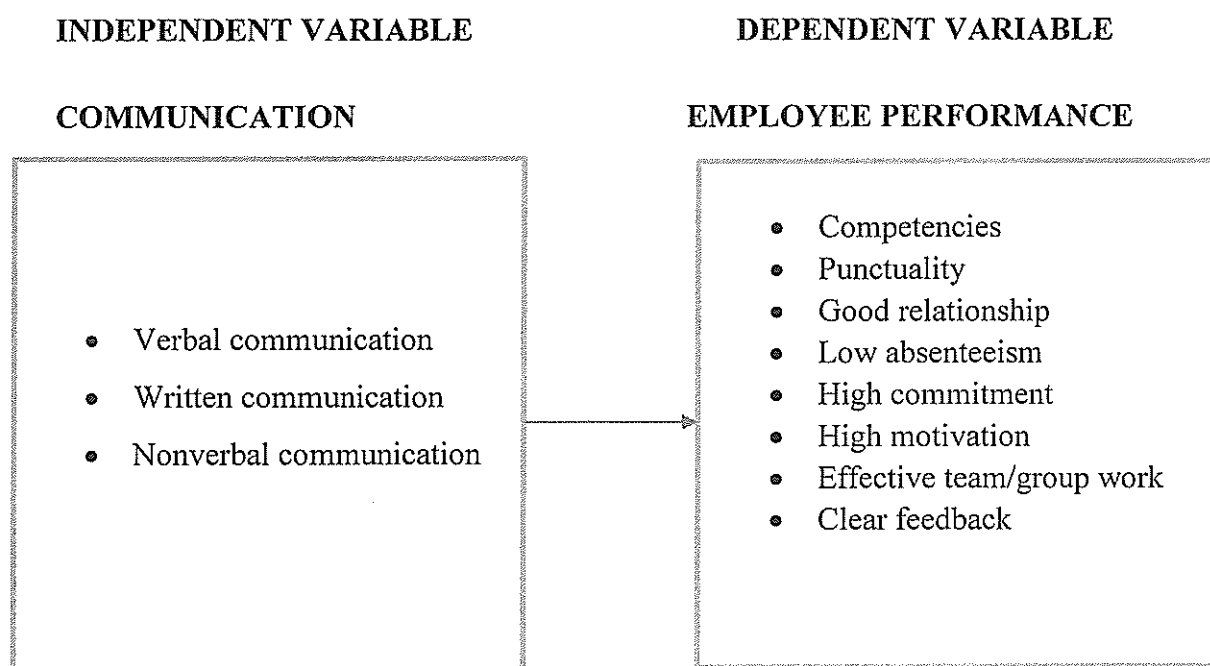 INDEPENDENT VARIABLE
COMMUNICATION
• Verbal communication
• Written communication
• Nonverbal communication
DEPENDENT VARIABLE
EMPLOYEE PERFORMANCE
• Competencies
• Punctuality
• Good relationship
• Low absenteeism
• High commitment
• High motivation
• Effective team/group work
• Clear feedback